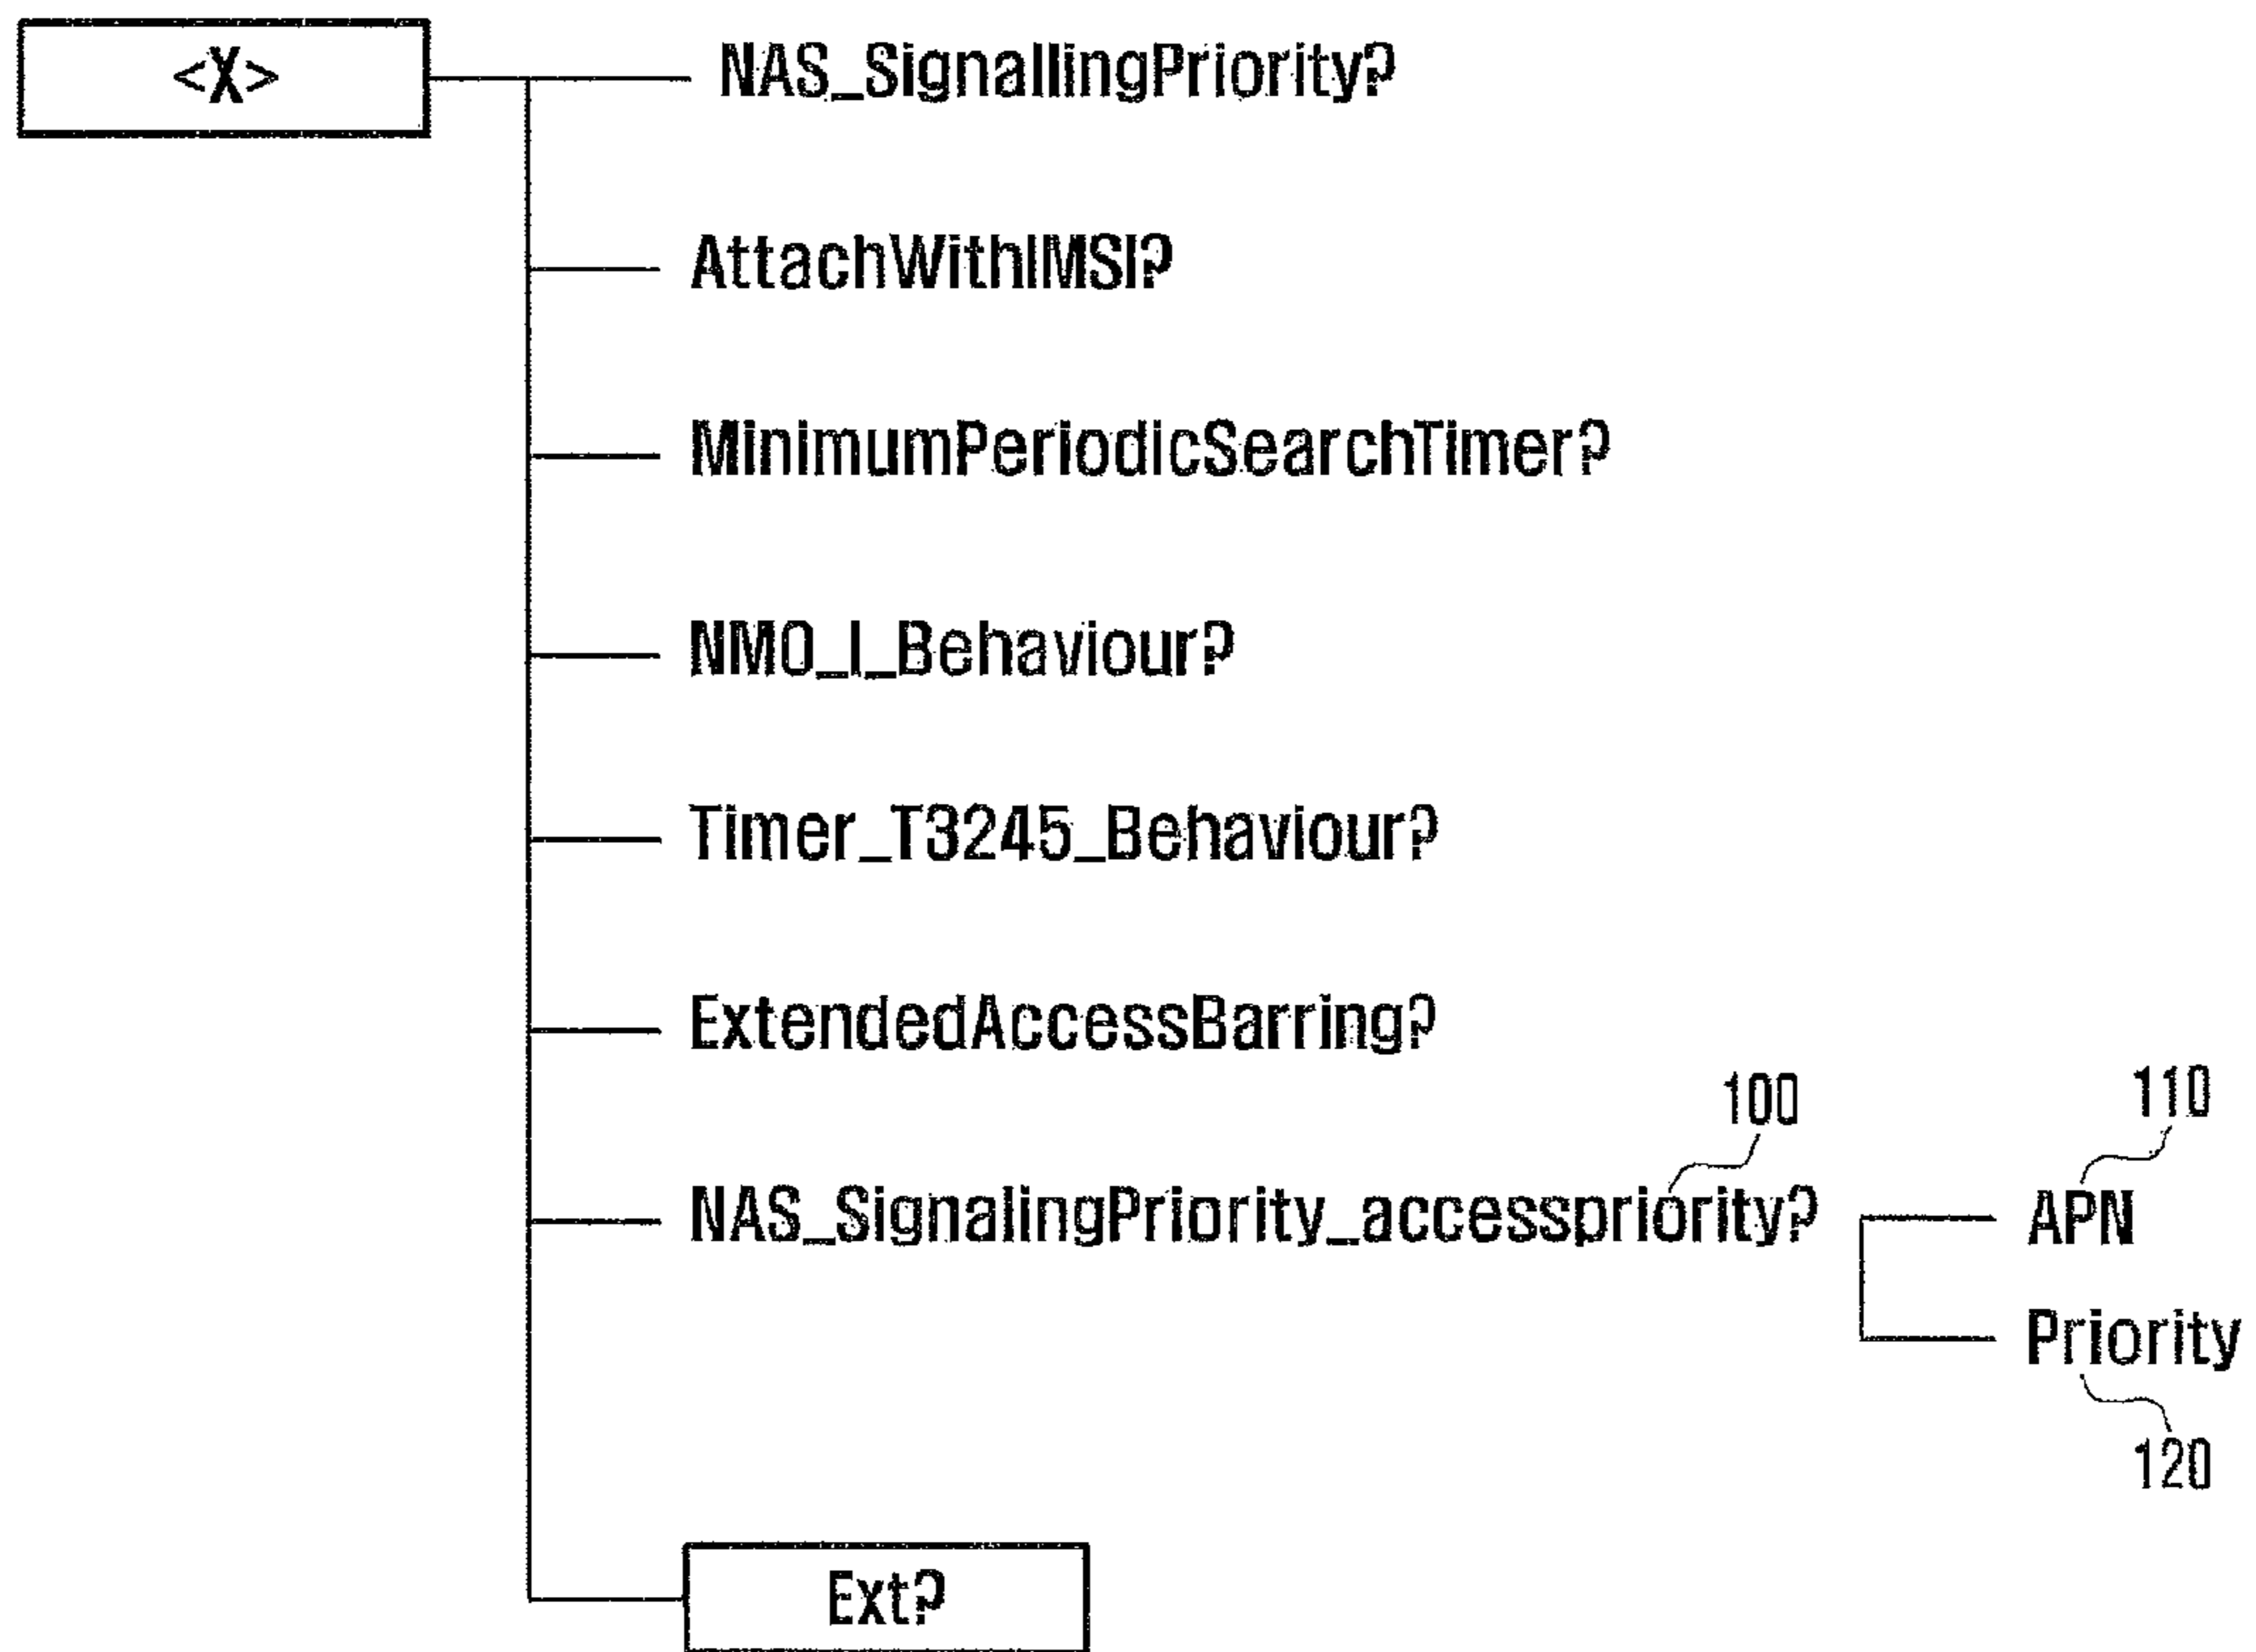 <X>
NAS_SignallingPriority?
AttachWithIMSI?
MinimumPeriodicSearchTimer?
NMO_I_Behaviour?
Timer_T3245_Behaviour?
ExtendedAccessBarring?
100
110
NAS_SignalingPriority_accesspriority?
APN
Priority
120
Ext?